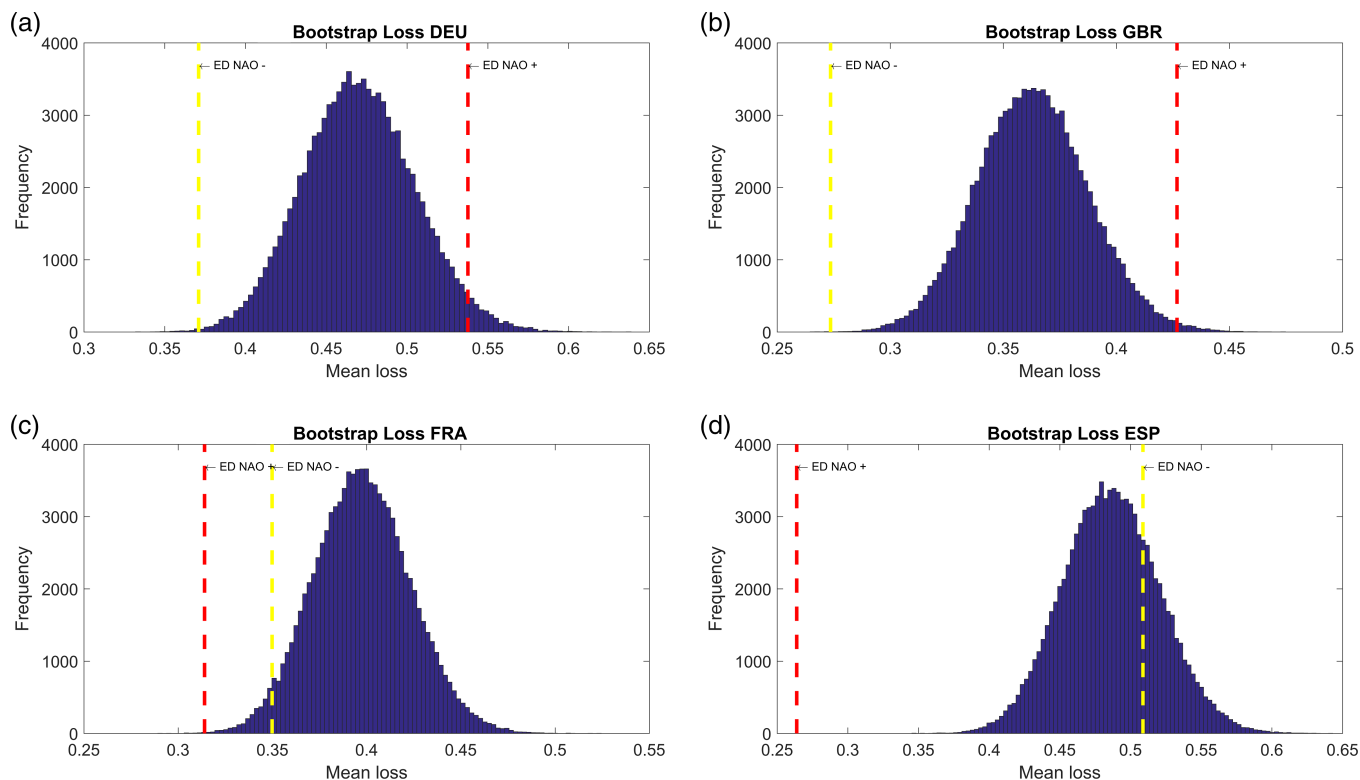 (a)
Bootstrap Loss DEU
4000
3000
2000
1000
0
Frequency
← ED NAO -
← ED NAO +
0.3 0.35 0.4 0.45 0.5 0.55 0.6 0.65
Mean loss
(b)
Bootstrap Loss GBR
4000
3000
2000
1000
0
Frequency
← ED NAO -
← ED NAO +
0.25 0.3 0.35 0.4 0.45 0.5
Mean loss
(c)
Bootstrap Loss FRA
4000
3000
2000
1000
0
Frequency
← ED NAO +
← ED NAO -
0.25 0.3 0.35 0.4 0.45 0.5 0.55
Mean loss
(d)
Bootstrap Loss ESP
4000
3000
2000
1000
0
Frequency
← ED NAO +
← ED NAO -
0.25 0.3 0.35 0.4 0.45 0.5 0.55 0.6 0.65
Mean loss